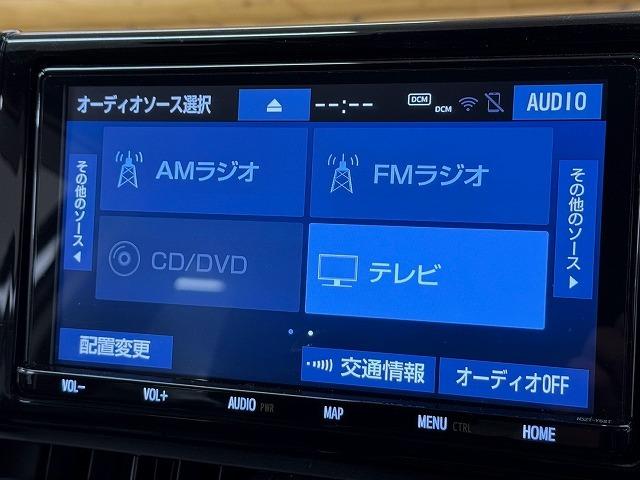 オーディオソース選択
--:--
DCM
DCM
AUDIO
その他のソース
AMラジオ
FMラジオ
その他のソース
CD/DVD
テレビ
配置変更
交通情報
オーディオOFF
VOL-
VOL+
AUDIO PWR
MAP
MENU CTRL
HOME